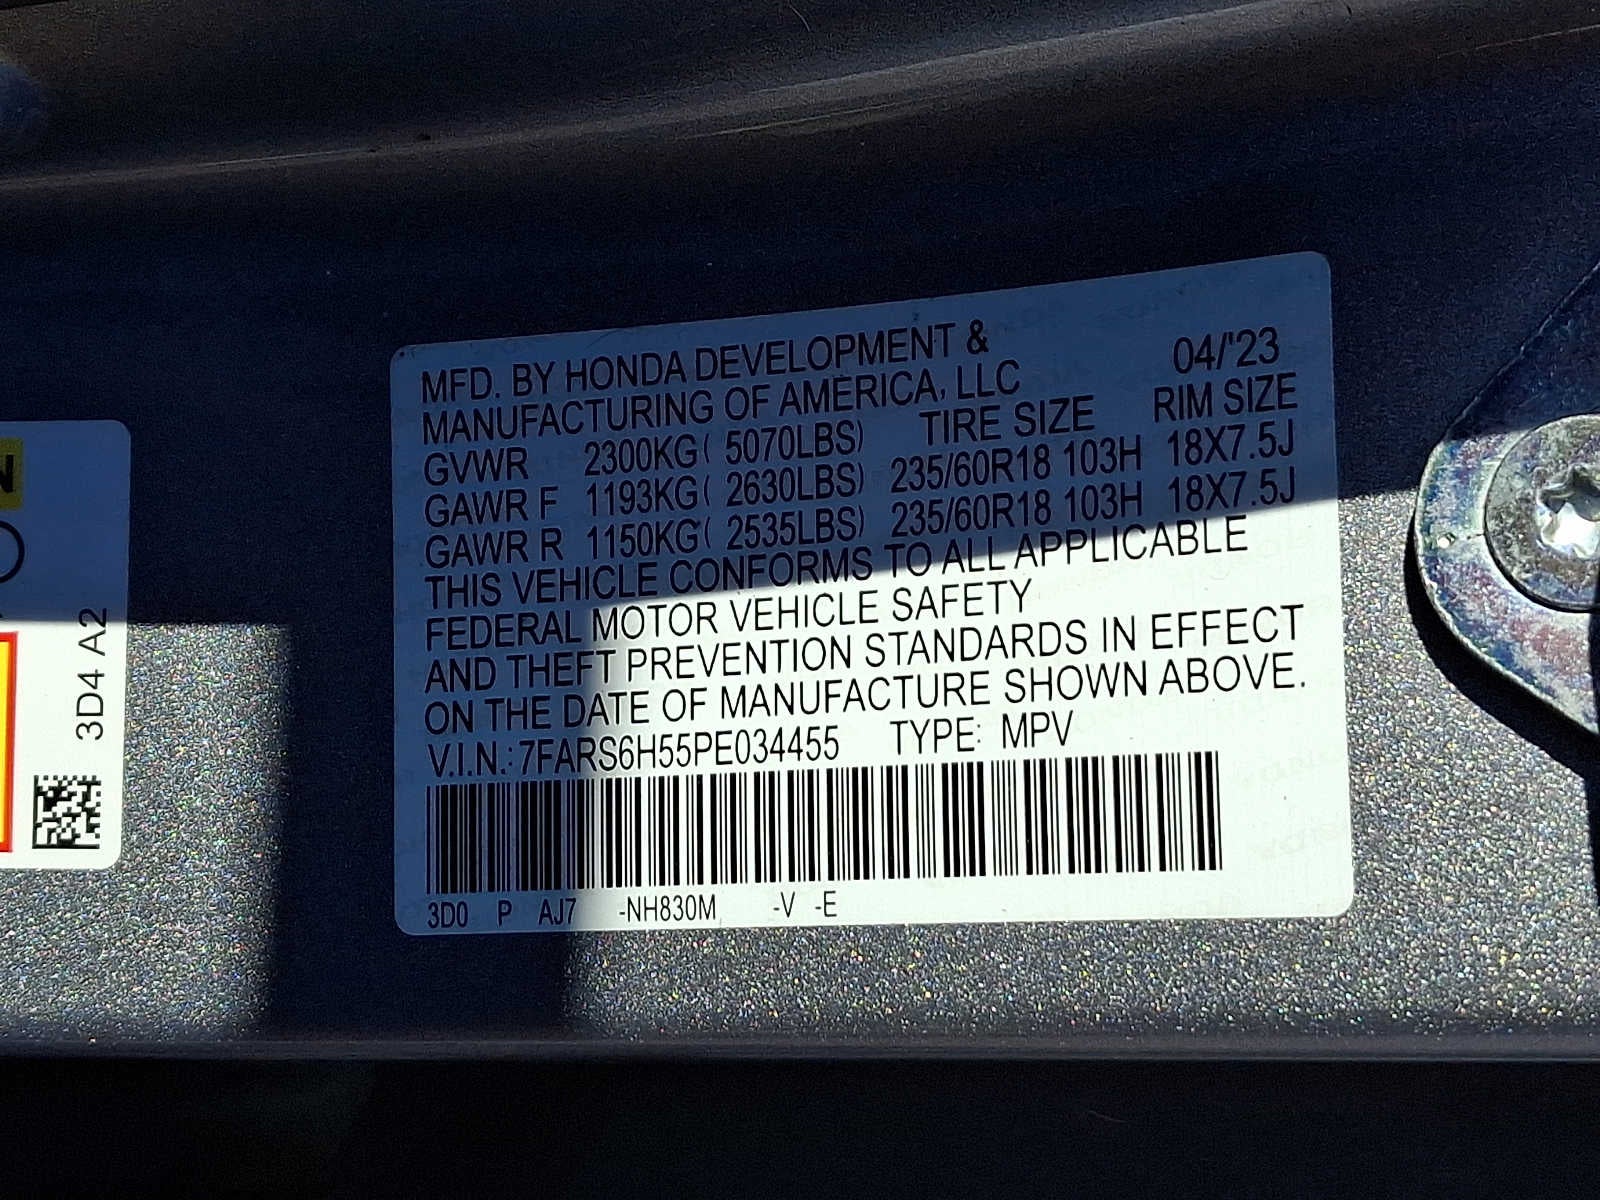 MFD. BY HONDA DEVELOPMENT &
MANUFACTURING OF AMERICA, LLC 04/'23
GVWR 2300KG( 5070LBS) TIRE SIZE RIM SIZE
GAWR F 1193KG( 2630LBS) 235/60R18 103H 18X7.5J
GAWR R 1150KG( 2535LBS) 235/60R18 103H 18X7.5J
THIS VEHICLE CONFORMS TO ALL APPLICABLE
FEDERAL MOTOR VEHICLE SAFETY
AND THEFT PREVENTION STANDARDS IN EFFECT
ON THE DATE OF MANUFACTURE SHOWN ABOVE.
V.I.N.: 7FARS6H55PE034455 TYPE: MPV
3D0 P AJ7 -NH830M -V -E
N
3D4 A2